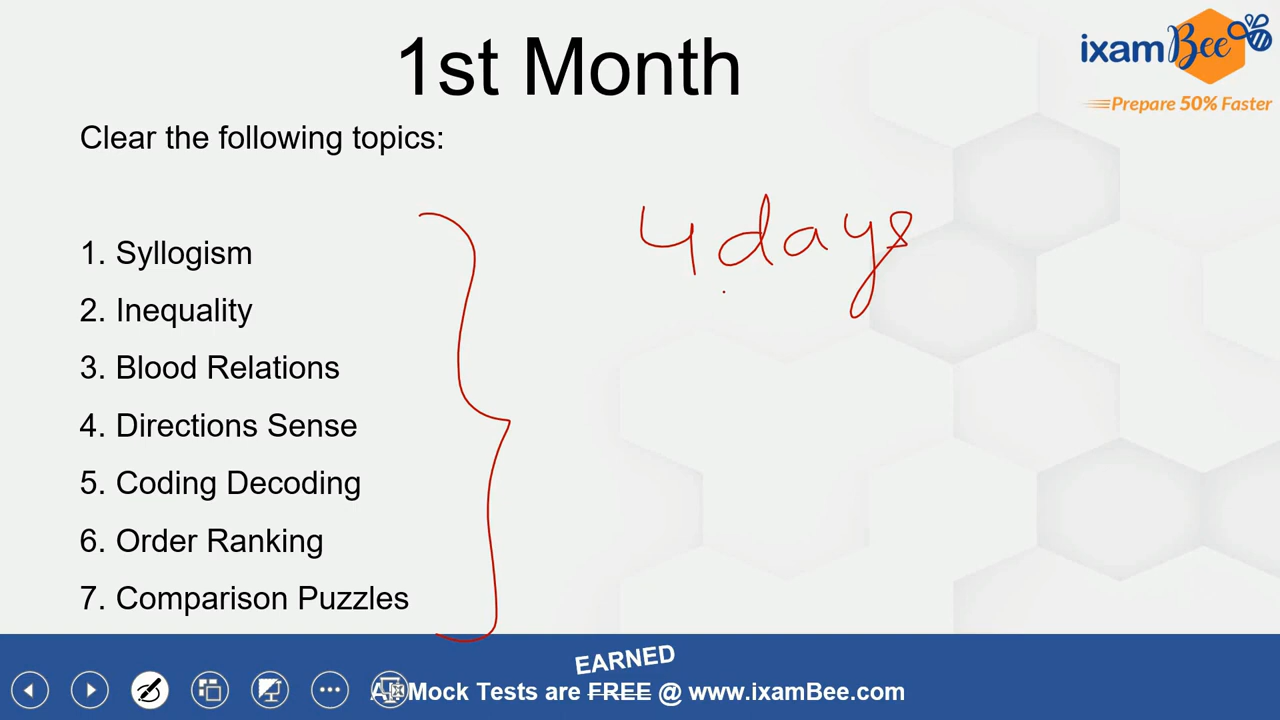 1st Month
ixamBee
Prepare 50% Faster
Clear the following topics:
4 days
1. Syllogism
2. Inequality
3. Blood Relations
4. Directions Sense
5. Coding Decoding
6. Order Ranking
7. Comparison Puzzles
EARNED
Mock Tests are FREE @ www.ixamBee.com